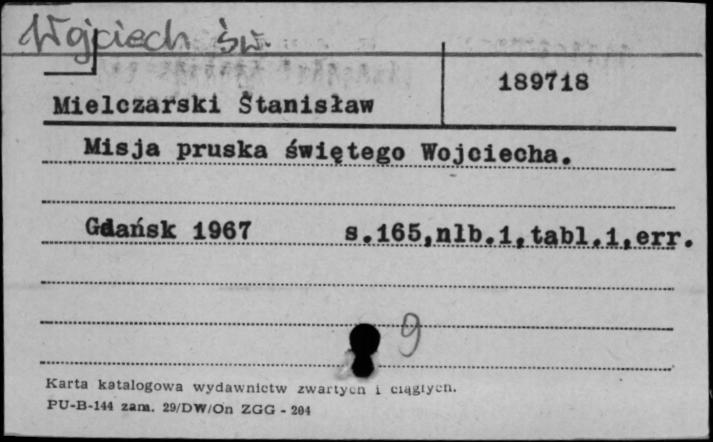 Wojciech św.
189718
Mielczarski Stanisław
Misja pruska świętego Wojciecha.
Gdańsk 1967 s.165,nlb.1,tabl.1,err.
9
Karta katalogowa wydawnictw zwartych i ciągłych.
PU-B-144 zam. 29/DW/On ZGG - 204